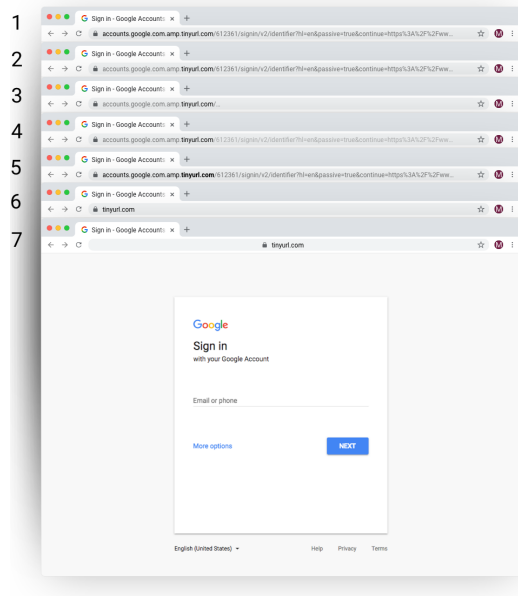 1
Sign in - Google Accounts × +
accounts.google.com.amp.tinyurl.com/612361/signin/v2/identifier?hl=en&passive=true&continue=https%3A%2F%2Fww... M
2
Sign in - Google Accounts × +
accounts.google.com.amp.tinyurl.com/612361/signin/v2/identifier?hl=en&passive=true&continue=https%3A%2F%2Fww... M
3
Sign in - Google Accounts × +
accounts.google.com.amp.tinyurl.com/... M
4
Sign in - Google Accounts × +
accounts.google.com.amp.tinyurl.com/612361/signin/v2/identifier?hl=en&passive=true&continue=https%3A%2F%2Fww... M
5
Sign in - Google Accounts × +
accounts.google.com.amp.tinyurl.com/612361/signin/v2/identifier?hl=en&passive=true&continue=https%3A%2F%2Fww... M
6
Sign in - Google Accounts × +
tinyurl.com M
7
Sign in - Google Accounts × +
tinyurl.com M
Google
Sign in
with your Google Account
Email or phone
More options NEXT
English (United States) Help Privacy Terms